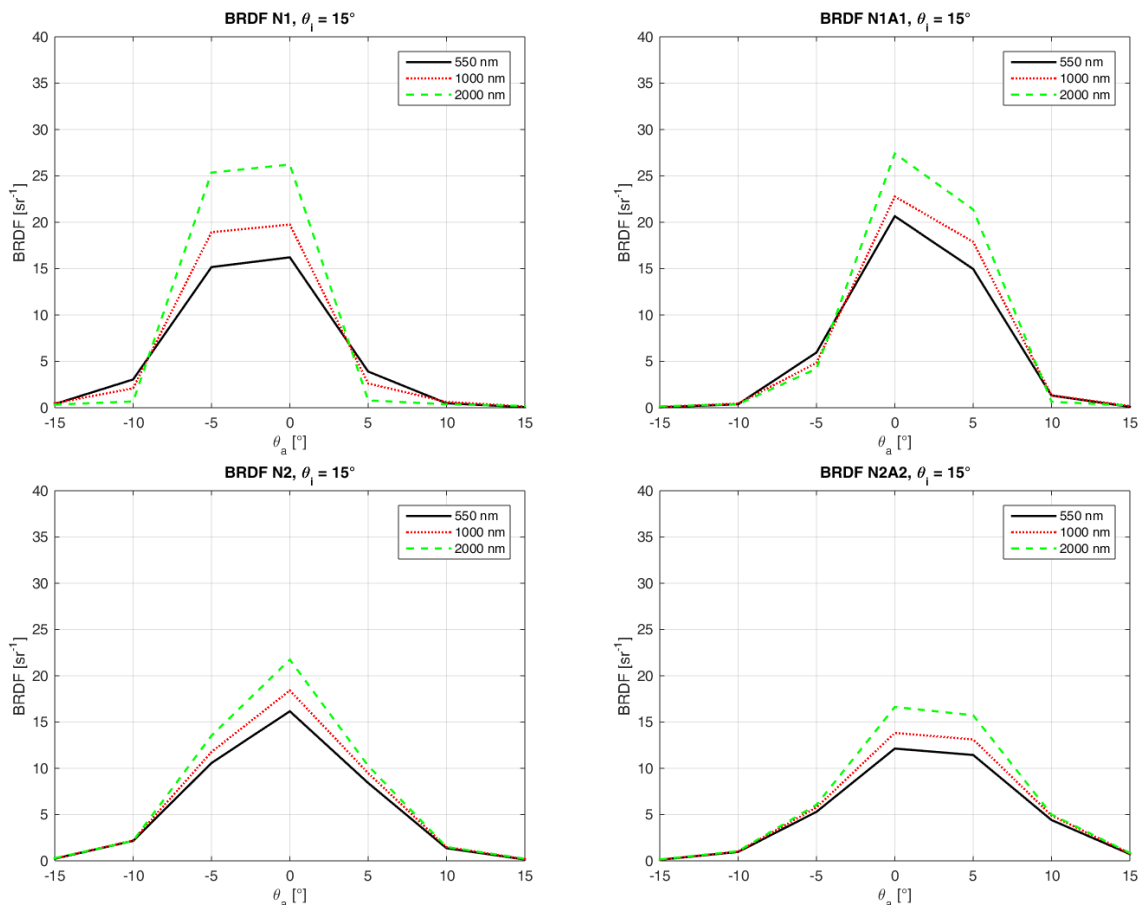 BRDF N1, θi = 15°
40
35
30
25
20
15
10
5
0
BRDF [sr-1]
550 nm
1000 nm
2000 nm
-15 -10 -5 0 5 10 15
θa [°]
BRDF N1A1, θi = 15°
40
35
30
25
20
15
10
5
0
BRDF [sr-1]
550 nm
1000 nm
2000 nm
-15 -10 -5 0 5 10 15
θa [°]
BRDF N2, θi = 15°
40
35
30
25
20
15
10
5
0
BRDF [sr-1]
550 nm
1000 nm
2000 nm
-15 -10 -5 0 5 10 15
θa [°]
BRDF N2A2, θi = 15°
40
35
30
25
20
15
10
5
0
BRDF [sr-1]
550 nm
1000 nm
2000 nm
-15 -10 -5 0 5 10 15
θa [°]